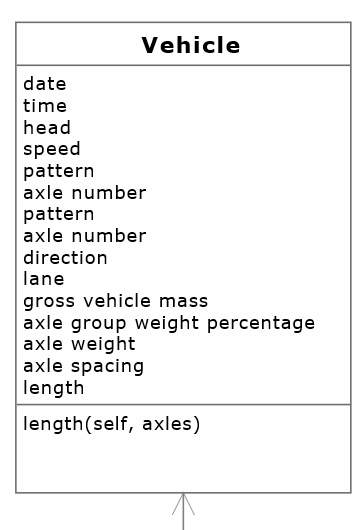 Vehicle
date
time
head
speed
pattern
axle number
pattern
axle number
direction
lane
gross vehicle mass
axle group weight percentage
axle weight
axle spacing
length
length(self, axles)